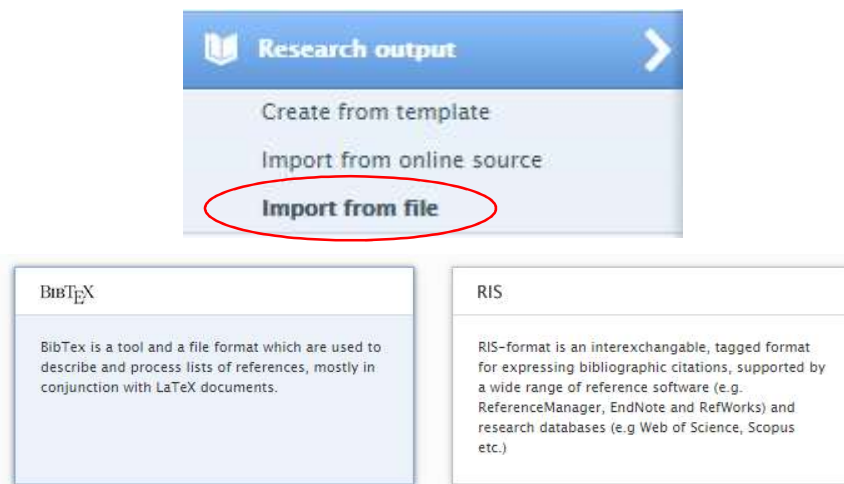 Research output
Create from template
Import from online source
Import from file
BIBTEX
BibTex is a tool and a file format which are used to
describe and process lists of references, mostly in
conjunction with LaTeX documents.
RIS
RIS-format is an interexchangable, tagged format
for expressing bibliographic citations, supported by
a wide range of reference software (e.g.
ReferenceManager, EndNote and RefWorks) and
research databases (e.g Web of Science, Scopus
etc.)